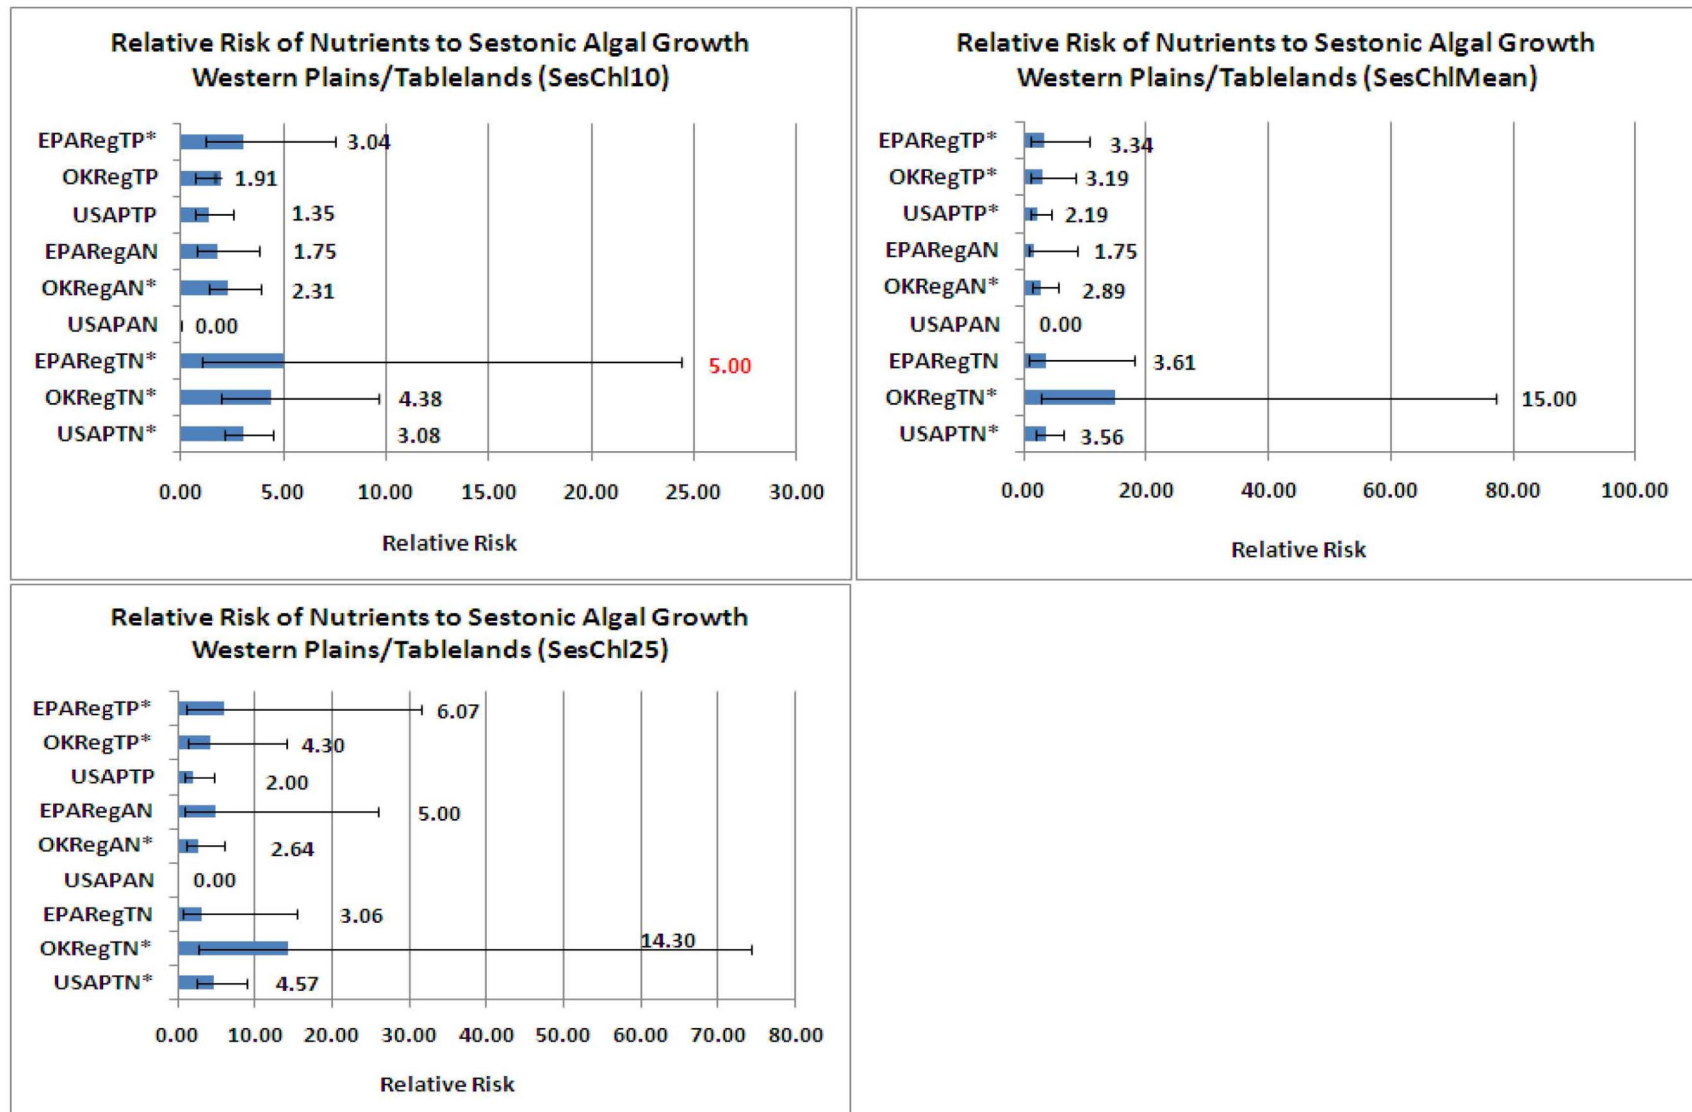 Relative Risk of Nutrients to Sestonic Algal Growth
Western Plains/Tablelands (SesChl10)
EPARegTP* 3.04
OKRegTP 1.91
USAPTP 1.35
EPARegAN 1.75
OKRegAN* 2.31
USAPAN 0.00
EPARegTN* 5.00
OKRegTN* 4.38
USAPTN* 3.08
0.00 5.00 10.00 15.00 20.00 25.00 30.00
Relative Risk
Relative Risk of Nutrients to Sestonic Algal Growth
Western Plains/Tablelands (SesChlMean)
EPARegTP* 3.34
OKRegTP* 3.19
USAPTP* 2.19
EPARegAN 1.75
OKRegAN* 2.89
USAPAN 0.00
EPARegTN 3.61
OKRegTN* 15.00
USAPTN* 3.56
0.00 20.00 40.00 60.00 80.00 100.00
Relative Risk
Relative Risk of Nutrients to Sestonic Algal Growth
Western Plains/Tablelands (SesChl25)
EPARegTP* 6.07
OKRegTP* 4.30
USAPTP 2.00
EPARegAN 5.00
OKRegAN* 2.64
USAPAN 0.00
EPARegTN 3.06
OKRegTN* 14.30
USAPTN* 4.57
0.00 10.00 20.00 30.00 40.00 50.00 60.00 70.00 80.00
Relative Risk